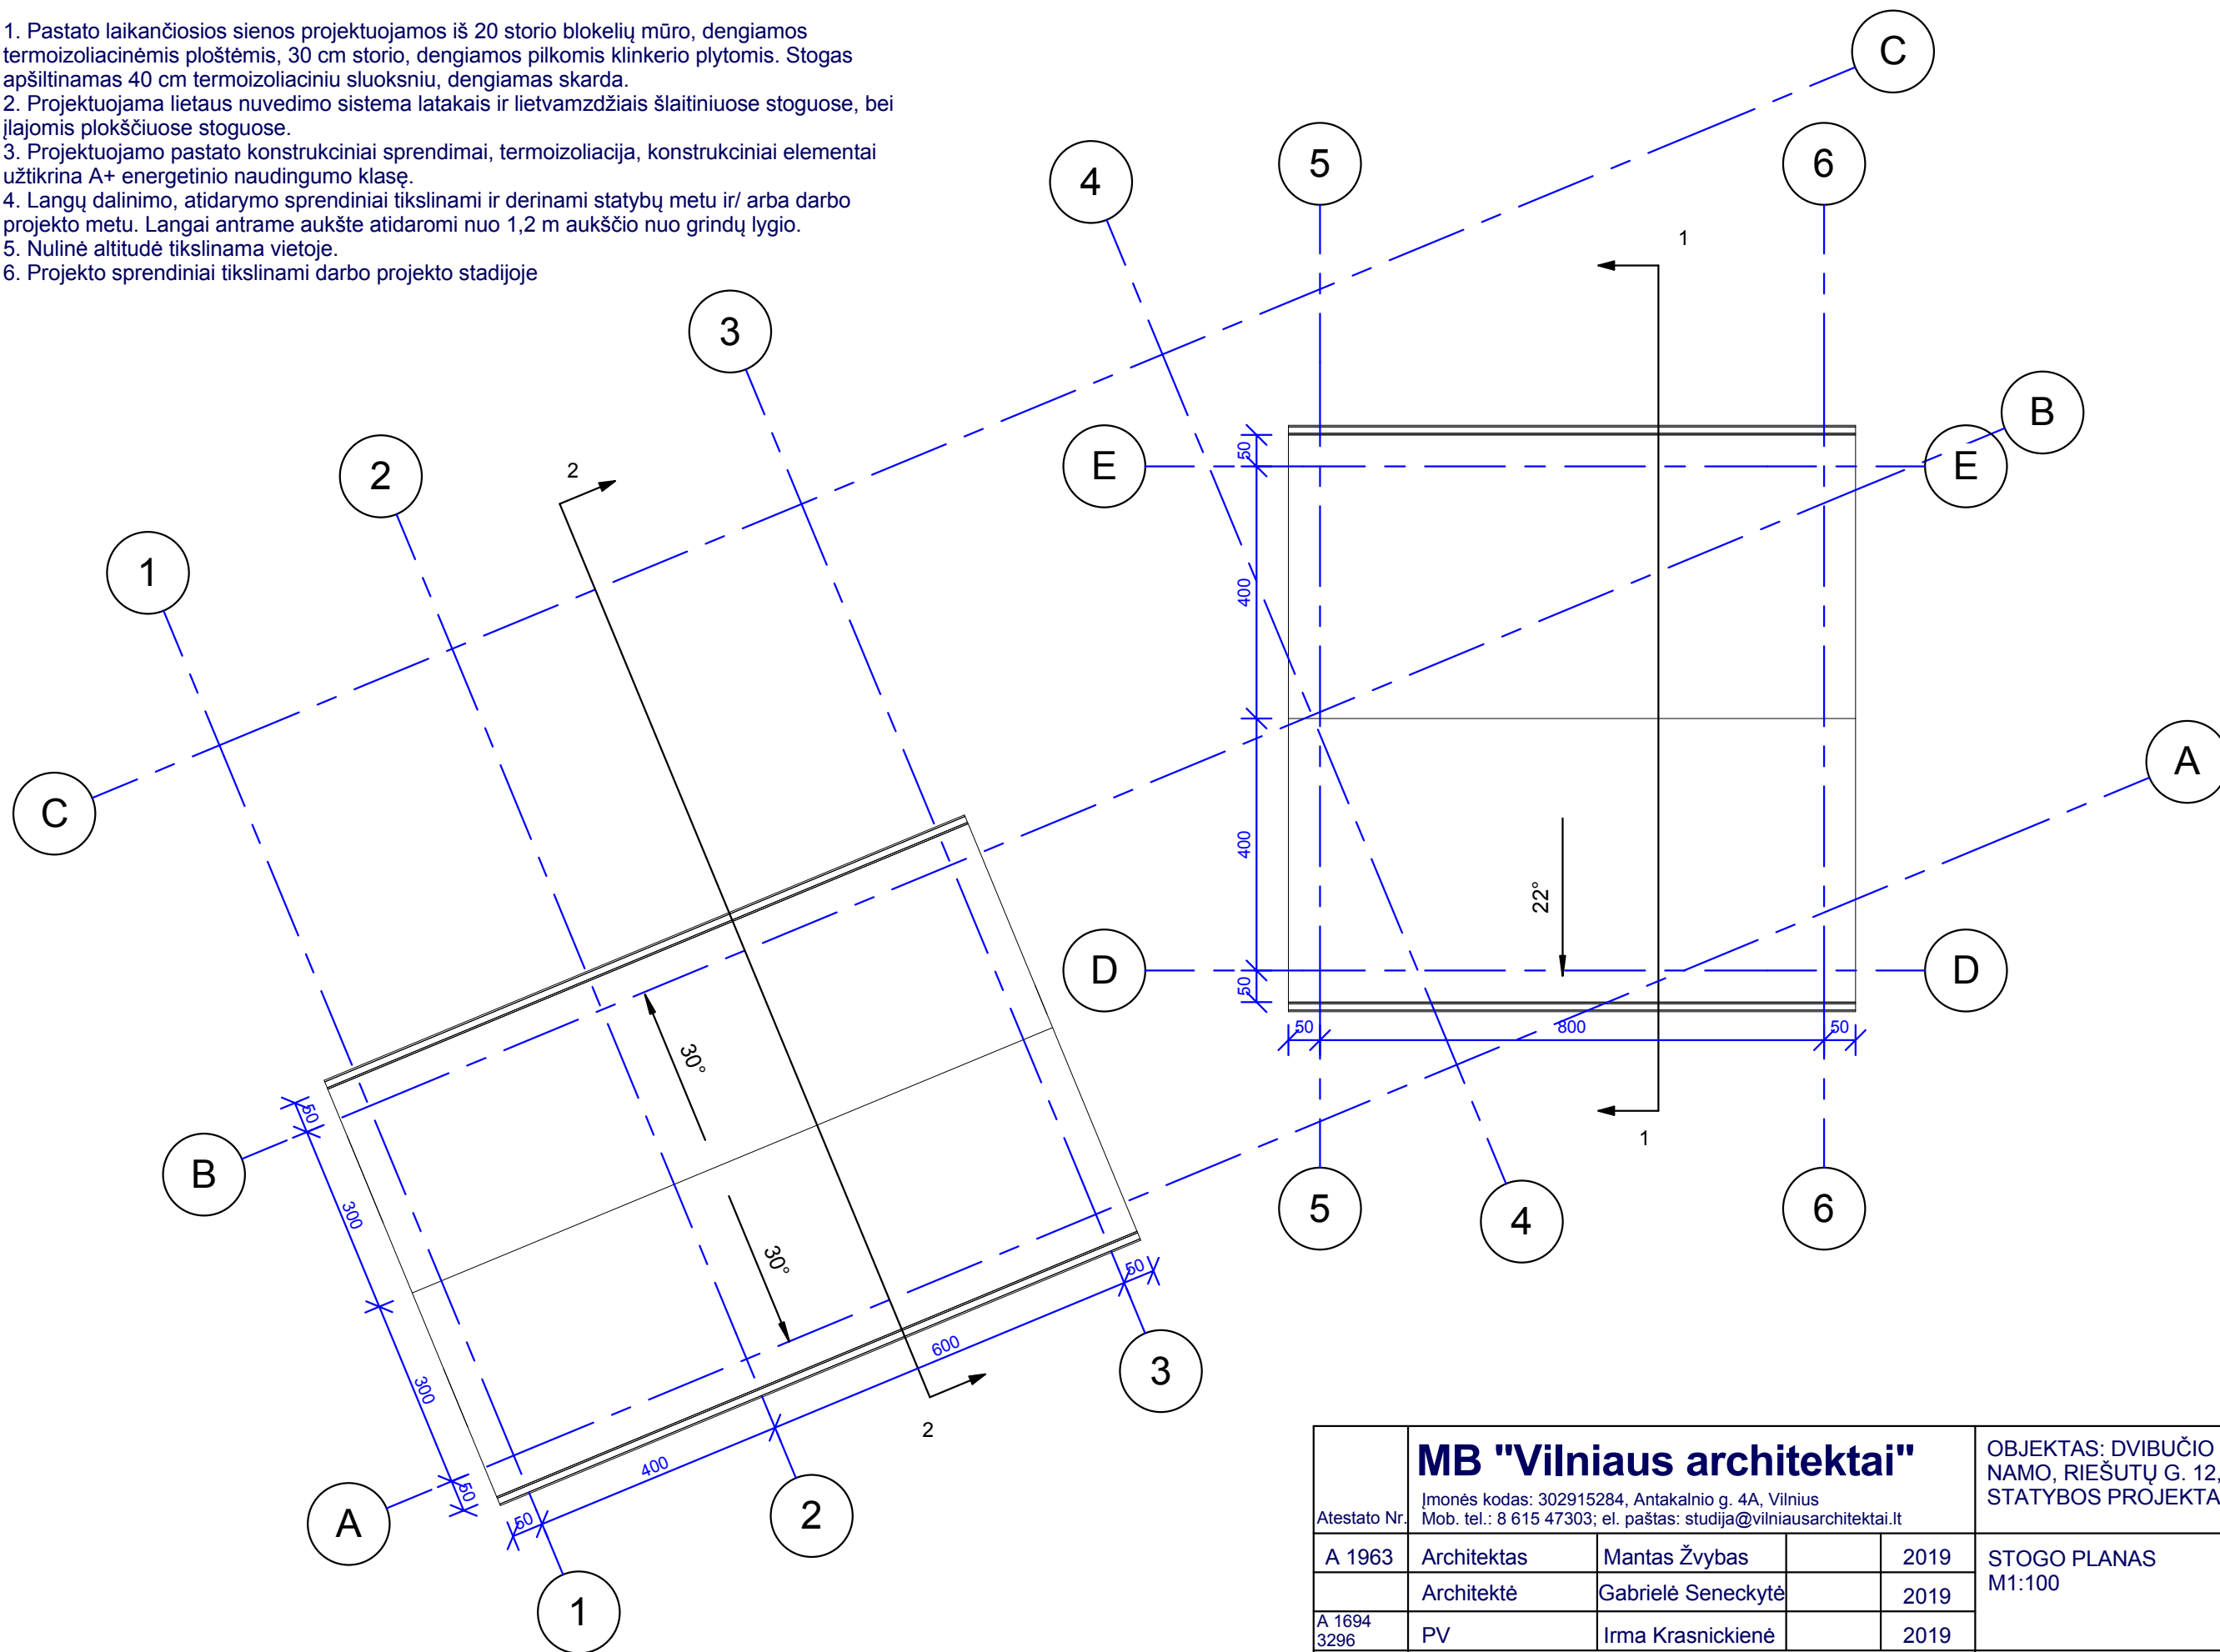 1. Pastato laikančiosios sienos projektuojamos iš 20 storio blokelių mūro, dengiamos
termoizoliacinėmis ploštėmis, 30 cm storio, dengiamos pilkomis klinkerio plytomis. Stogas
apšiltinamas 40 cm termoizoliaciniu sluoksniu, dengiamas skarda.
2. Projektuojama lietaus nuvedimo sistema latakais ir lietvamzdžiais šlaitiniuose stoguose, bei
įlajomis plokščiuose stoguose.
3. Projektuojamo pastato konstrukciniai sprendimai, termoizoliacija, konstrukciniai elementai
užtikrina A+ energetinio naudingumo klasę.
4. Langų dalinimo, atidarymo sprendiniai tikslinami ir derinami statybų metu ir/ arba darbo
projekto metu. Langai antrame aukšte atidaromi nuo 1,2 m aukščio nuo grindų lygio.
5. Nulinė altitudė tikslinama vietoje.
6. Projekto sprendiniai tikslinami darbo projekto stadijoje
C
5
6
4
1
3
B
2
E
E
2
50
1
400
A
C
400
22°
D
D
50
50
800
50
30°
50
1
B
5
4
6
300
30°
50
600
3
300
2
400
50
A
50
2
1
MB "Vilniaus architektai"
Įmonės kodas: 302915284, Antakalnio g. 4A, Vilnius
Atestato Nr.
Mob. tel.: 8 615 47303; el. paštas: studija@vilniausarchitektai.lt
OBJEKTAS: DVIBUČIO
NAMO, RIEŠUTŲ G. 12,
STATYBOS PROJEKTA
A 1963 Architektas Mantas Žvybas 2019
STOGO PLANAS
M1:100
Architektė Gabrielė Seneckytė 2019
A 1694
3296
PV Irma Krasnickienė 2019